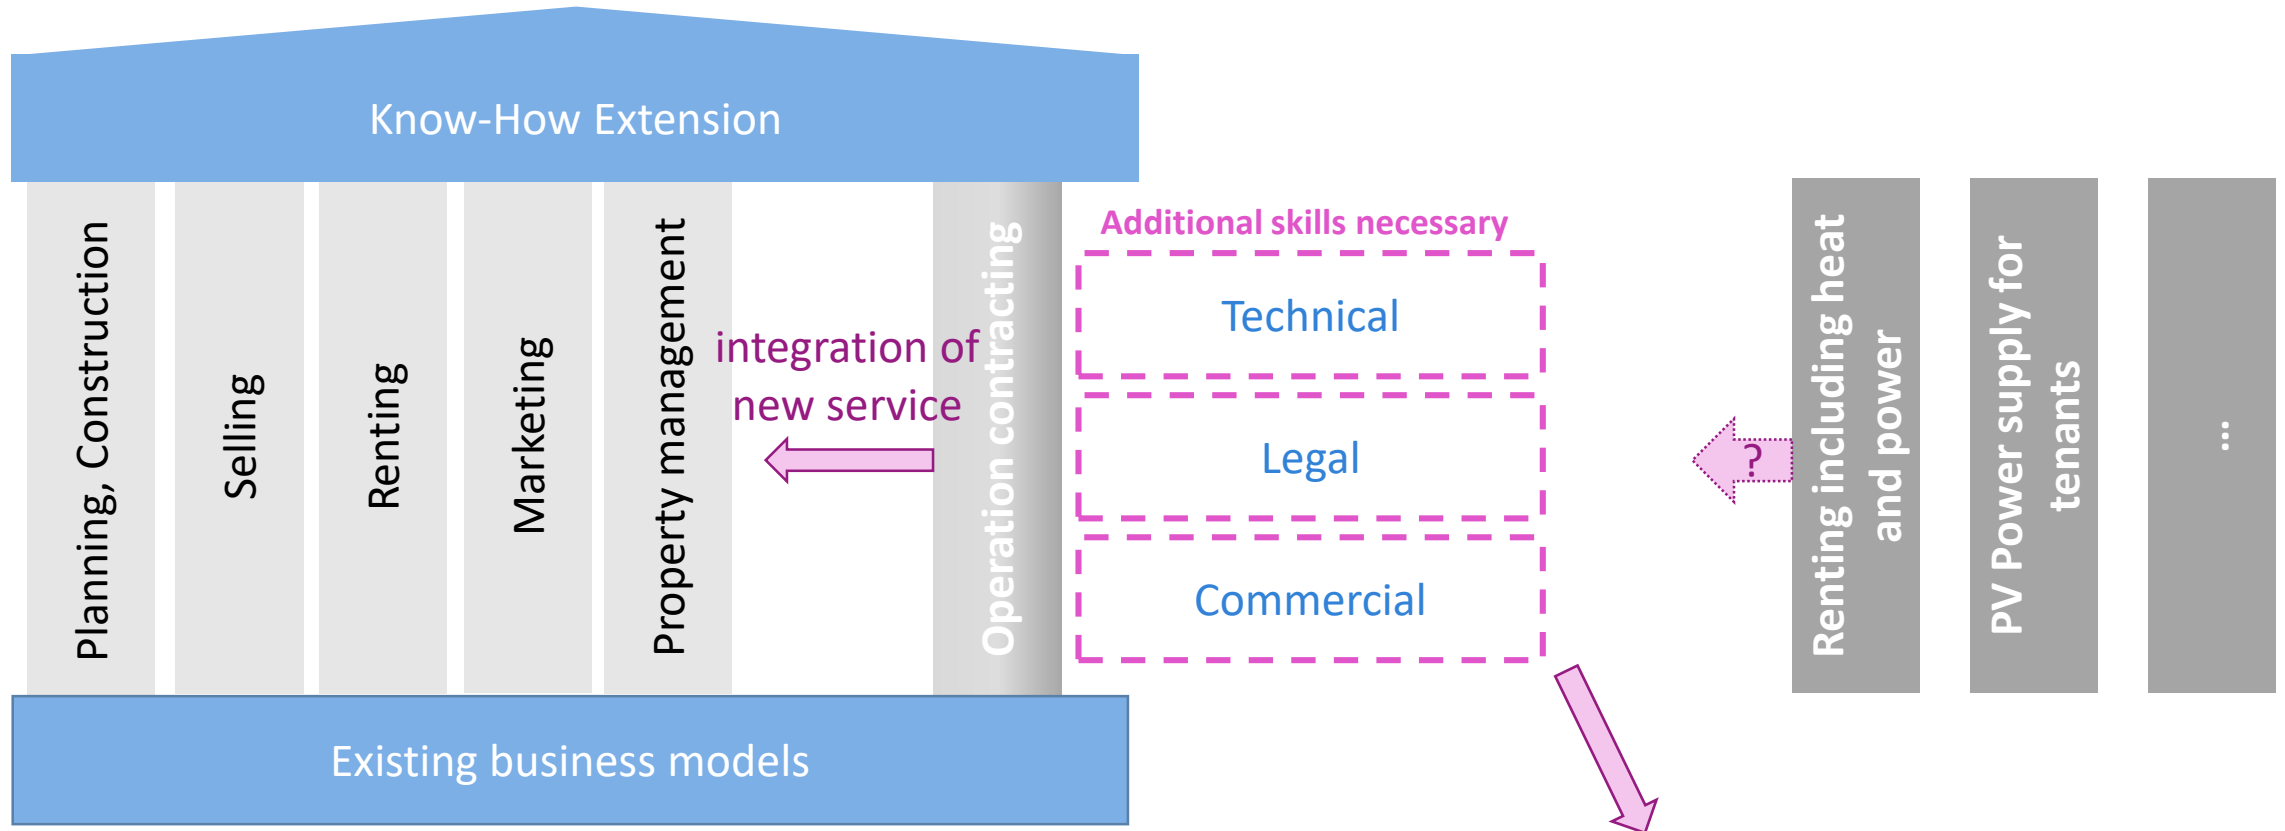 Know-How Extension
Planning, Construction
Selling
Renting
Marketing
Property management
integration of
new service
Operation contracting
Additional skills necessary
Technical
Legal
Commercial
?
Renting including heat
and power
PV Power supply for
tenants
...
Existing business models